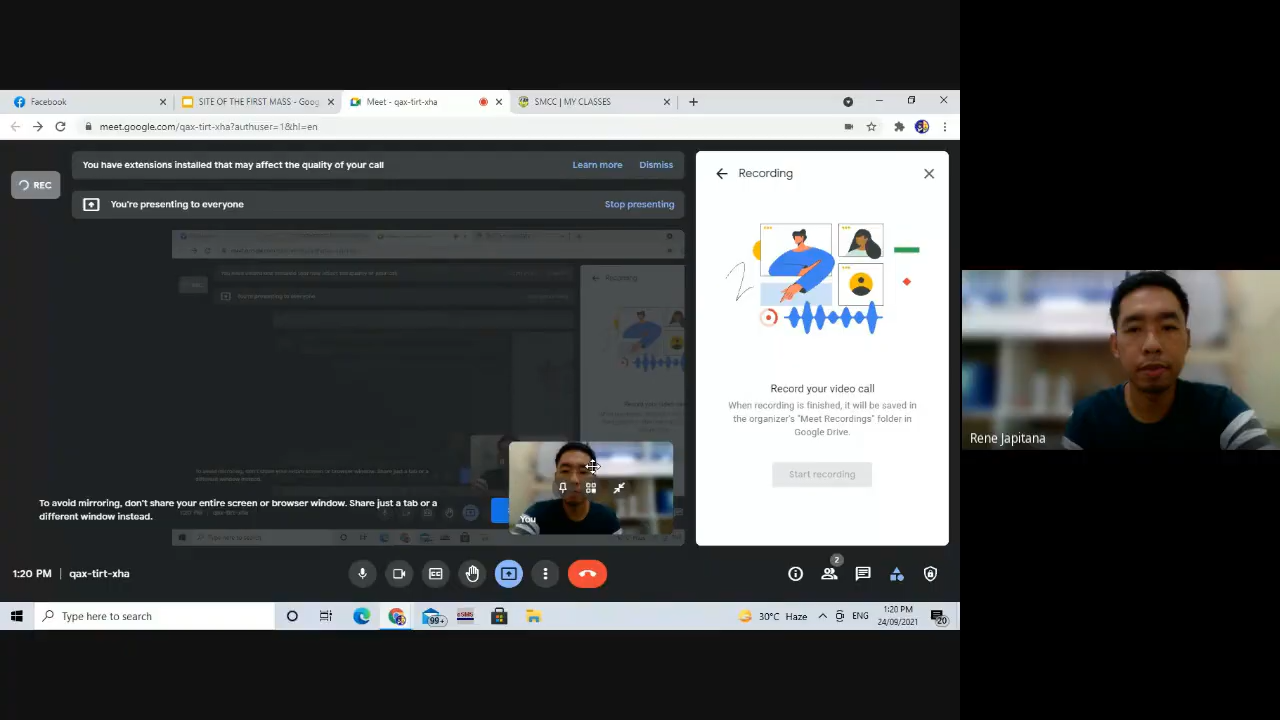 Facebook
SITE OF THE FIRST MASS - Goog
Meet - qax-tirt-xha
SMCC | MY CLASSES
meet.google.com/qax-tirt-xha?authuser=1&hl=en
You have extensions installed that may affect the quality of your call
Learn more
Dismiss
REC
You're presenting to everyone
Stop presenting
Recording
Record your video call
When recording is finished, it will be saved in
the organizer's "Meet Recordings" folder in
Google Drive.
Start recording
To avoid mirroring, don't share your entire screen or browser window. Share just a tab or a
different window instead.
You
Rene Japitana
1:20 PM | qax-tirt-xha
2
Type here to search
99+
eSMS
30°C Haze
ENG
1:20 PM
24/09/2021
20